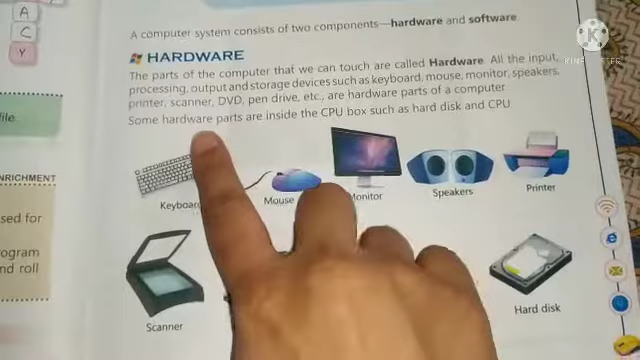 A
C
Y
file.
NRICHMENT
sed for
ogram
nd roll
A computer system consists of two components—hardware and software.
HARDWARE
The parts of the computer that we can touch are called Hardware. All the input,
processing, output and storage devices such as keyboard, mouse, monitor, speakers,
printer, scanner, DVD, pen drive, etc., are hardware parts of a computer.
Some hardware parts are inside the CPU box such as hard disk and CPU
Keyboard
Mouse
Monitor
Speakers
Printer
Scanner
Hard disk
KINEMASTER